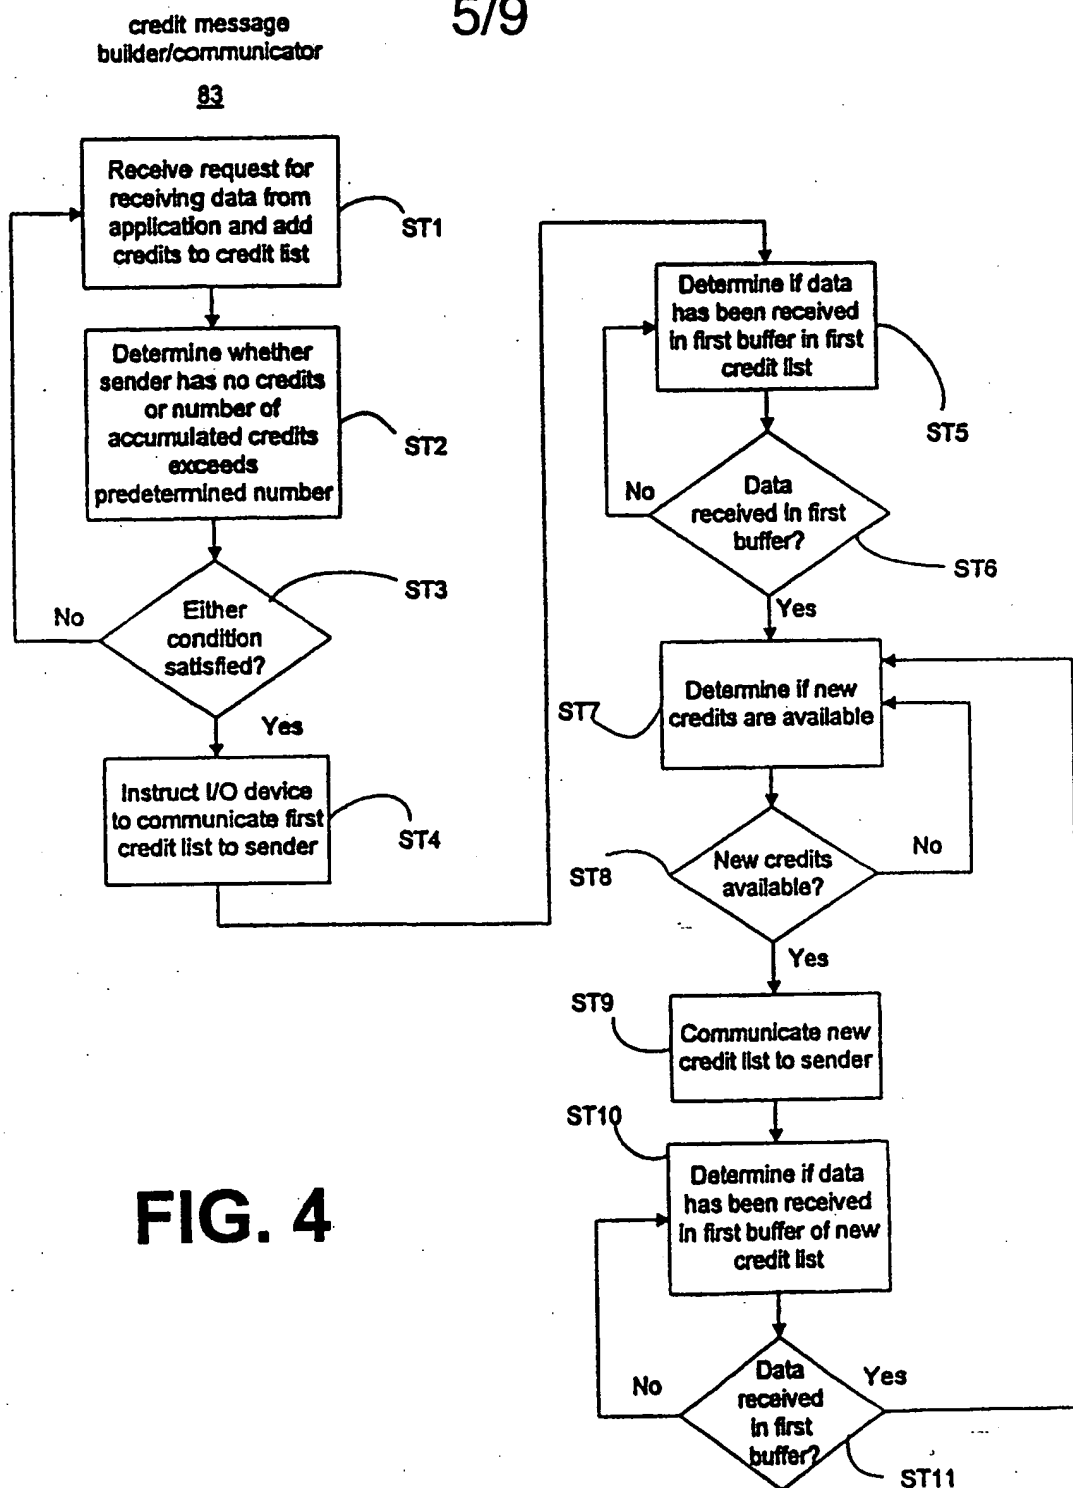 5/9
credit message
builder/communicator
83
Receive request for
receiving data from
application and add
credits to credit list
ST1
Determine whether
sender has no credits
or number of
accumulated credits
exceeds
predetermined number
ST2
Either
condition
satisfied?
ST3
No
Yes
Instruct I/O device
to communicate first
credit list to sender
ST4
Determine if data
has been received
in first buffer in first
credit list
ST5
Data
received in first
buffer?
No
ST6
Yes
Determine if new
credits are available
ST7
New credits
available?
No
ST8
Yes
ST9
Communicate new
credit list to sender
ST10
Determine if data
has been received
in first buffer of new
credit list
Data
received
in first
buffer?
No
Yes
ST11
FIG. 4